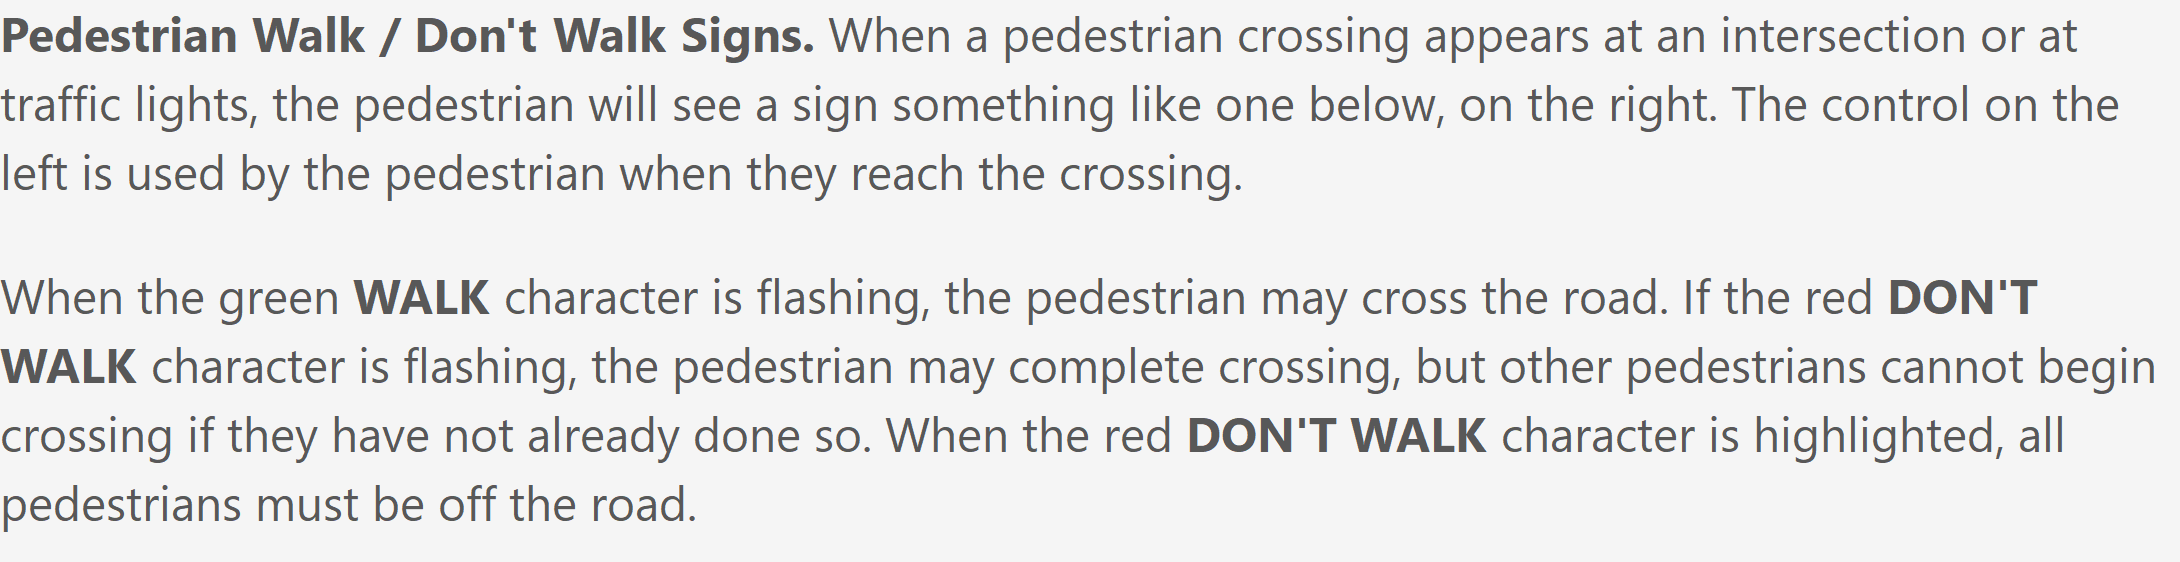 Pedestrian Walk / Don't Walk Signs. When a pedestrian crossing appears at an intersection or at
traffic lights, the pedestrian will see a sign something like one below, on the right. The control on the
left is used by the pedestrian when they reach the crossing.
When the green WALK character is flashing, the pedestrian may cross the road. If the red DON'T
WALK character is flashing, the pedestrian may complete crossing, but other pedestrians cannot begin
crossing if they have not already done so. When the red DON'T WALK character is highlighted, all
pedestrians must be off the road.